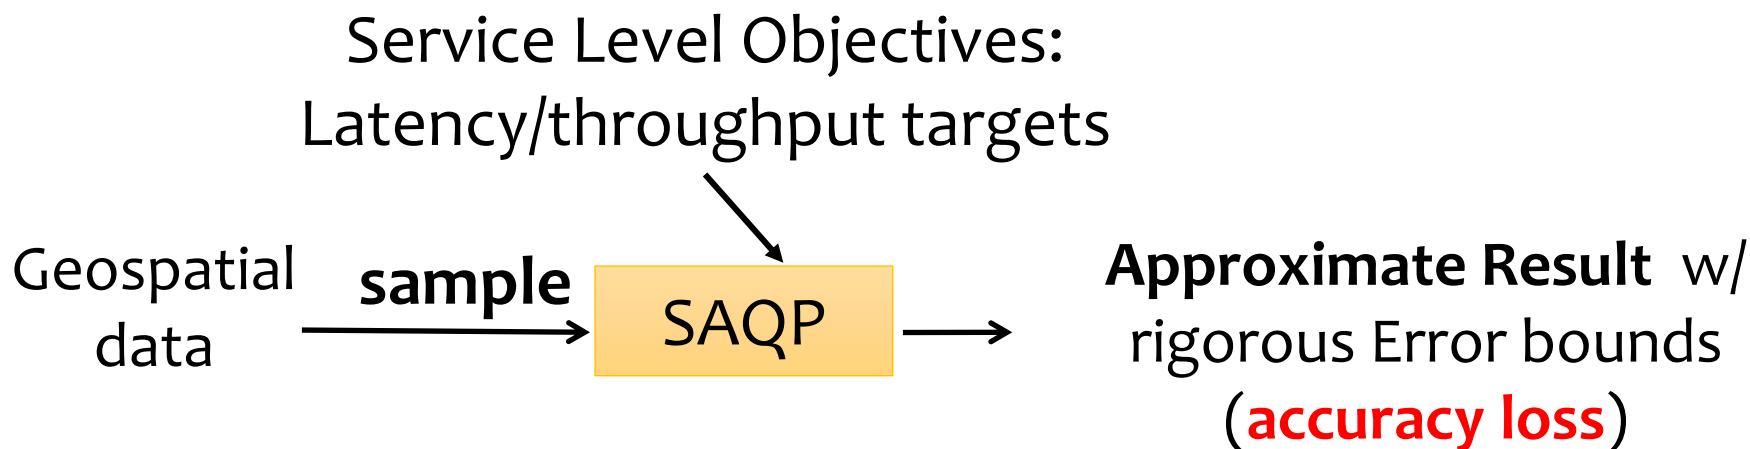 Service Level Objectives:
Latency/throughput targets
Geospatial
data
sample
SAQP
Approximate Result w/
rigorous Error bounds
(accuracy loss)